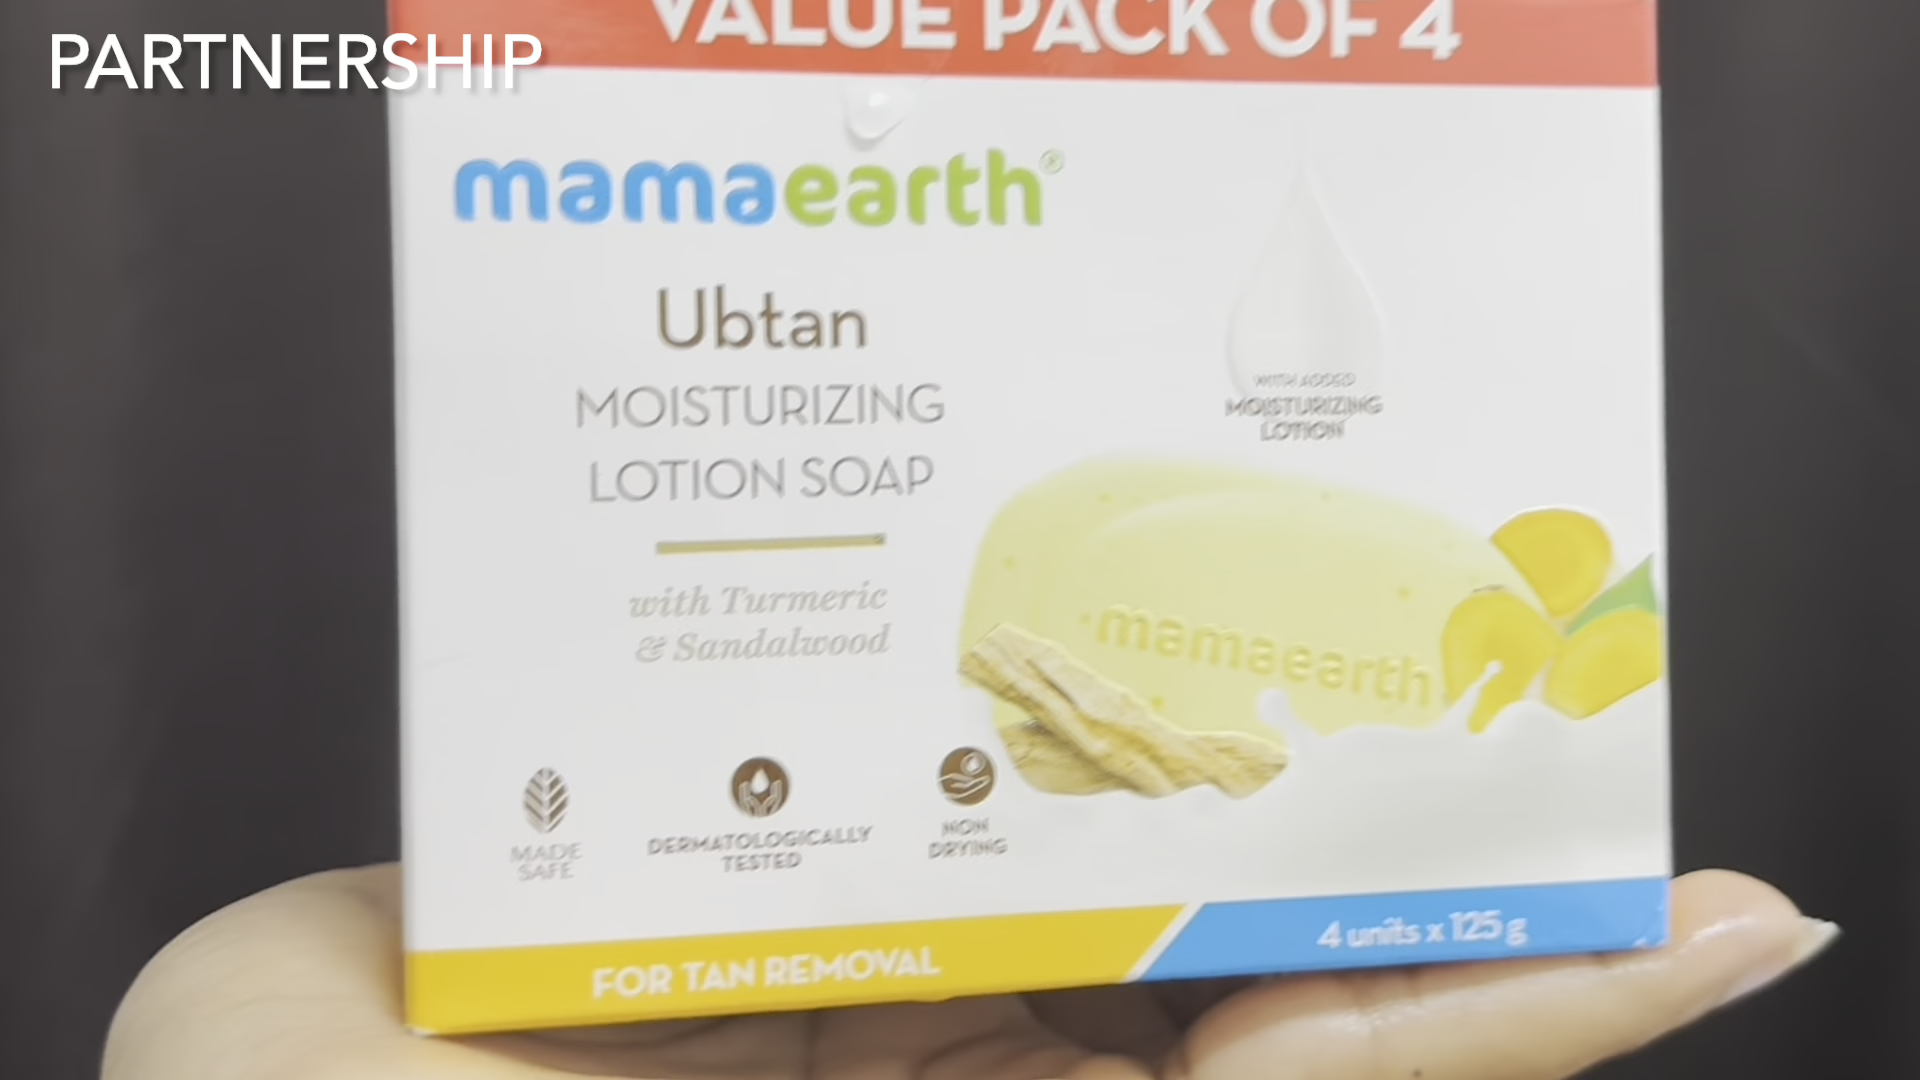 PARTNERSHIP
VALUE PACK OF 4
mamaearth®
Ubtan
MOISTURIZING
LOTION SOAP
with Turmeric
& Sandalwood
WITH ADDED
MOISTURIZING
LOTION
mamaearth
MADE
SAFE
DERMATOLOGICALLY
TESTED
NON
DRYING
FOR TAN REMOVAL
4 units x 125 g